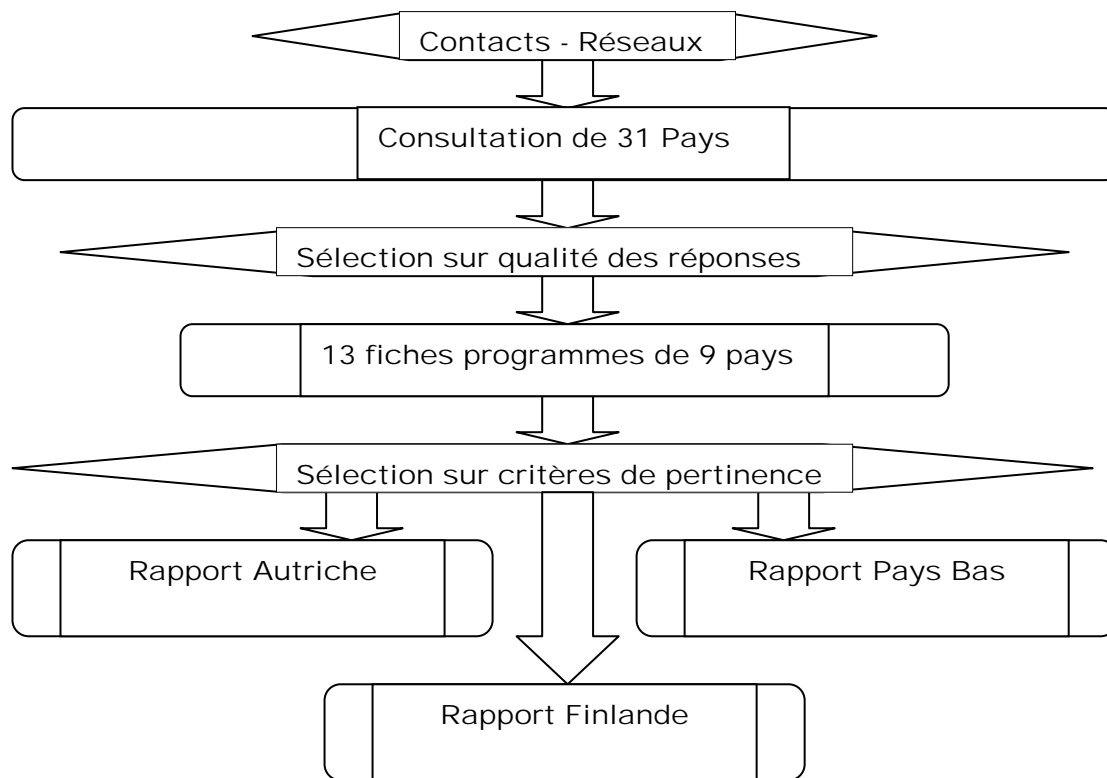 Contacts - Réseaux
Consultation de 31 Pays
Sélection sur qualité des réponses
13 fiches programmes de 9 pays
Sélection sur critères de pertinence
Rapport Autriche
Rapport Pays Bas
Rapport Finlande